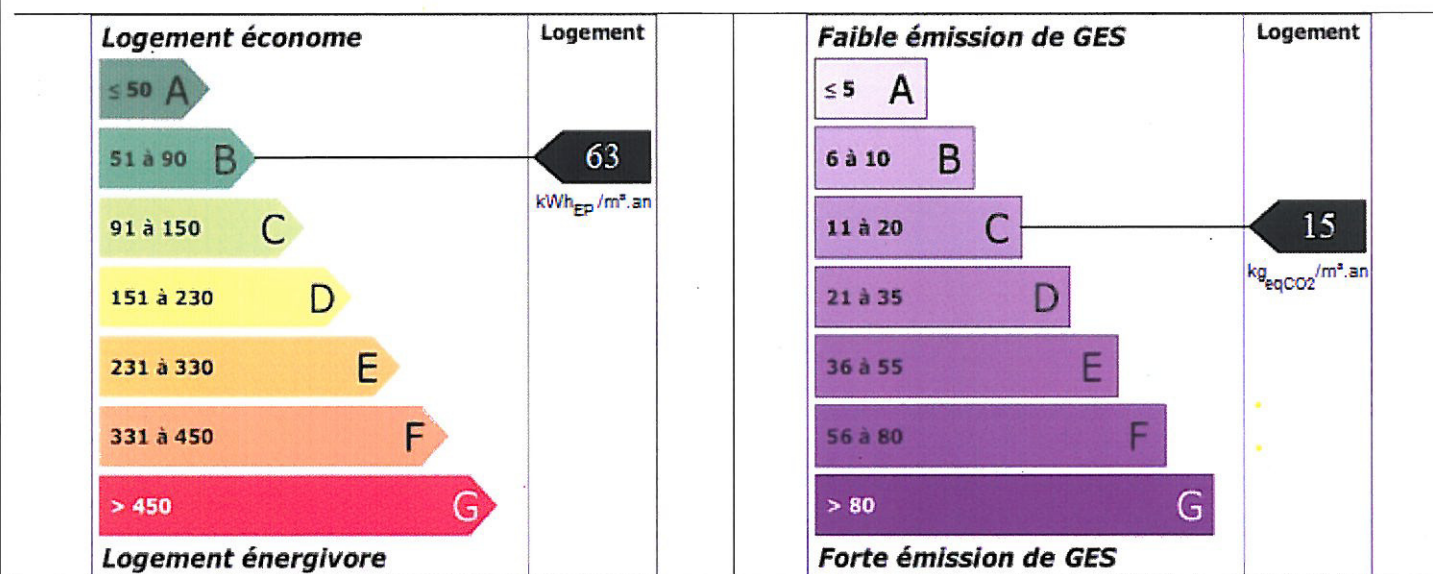 Logement économe
Logement
≤ 50 A
51 à 90 B
63
kWhEP/m².an
91 à 150 C
151 à 230 D
231 à 330 E
331 à 450 F
> 450 G
Logement énergivore
Faible émission de GES
Logement
≤ 5 A
6 à 10 B
11 à 20 C
15
kgeqCO2/m².an
21 à 35 D
36 à 55 E
56 à 80 F
> 80 G
Forte émission de GES